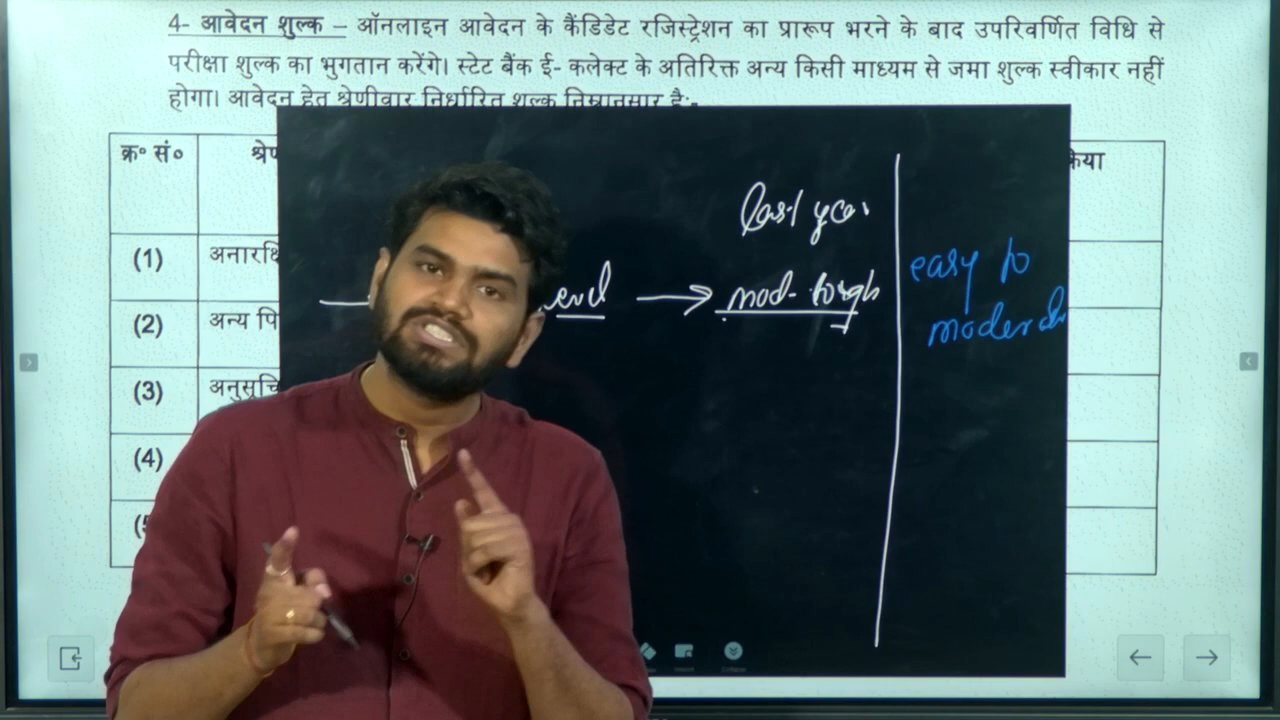 4- आवेदन शुल्क – ऑनलाइन आवेदन के कैंडिडेट रजिस्ट्रेशन का प्रारूप भरने के बाद उपरिवर्णित विधि से
परीक्षा शुल्क का भुगतान करेंगे। स्टेट बैंक ई- कलेक्ट के अतिरिक्त अन्य किसी माध्यम से जमा शुल्क स्वीकार नहीं
होगा। आवेदन हेतु श्रेणीवार निर्धारित शुल्क निम्नानुसार है:-
क्र० सं०
(1) अनारक्षि
(2) अन्य पि
(3) अनुसूचि
(4)
last year
mod- tough
easy to
moderate